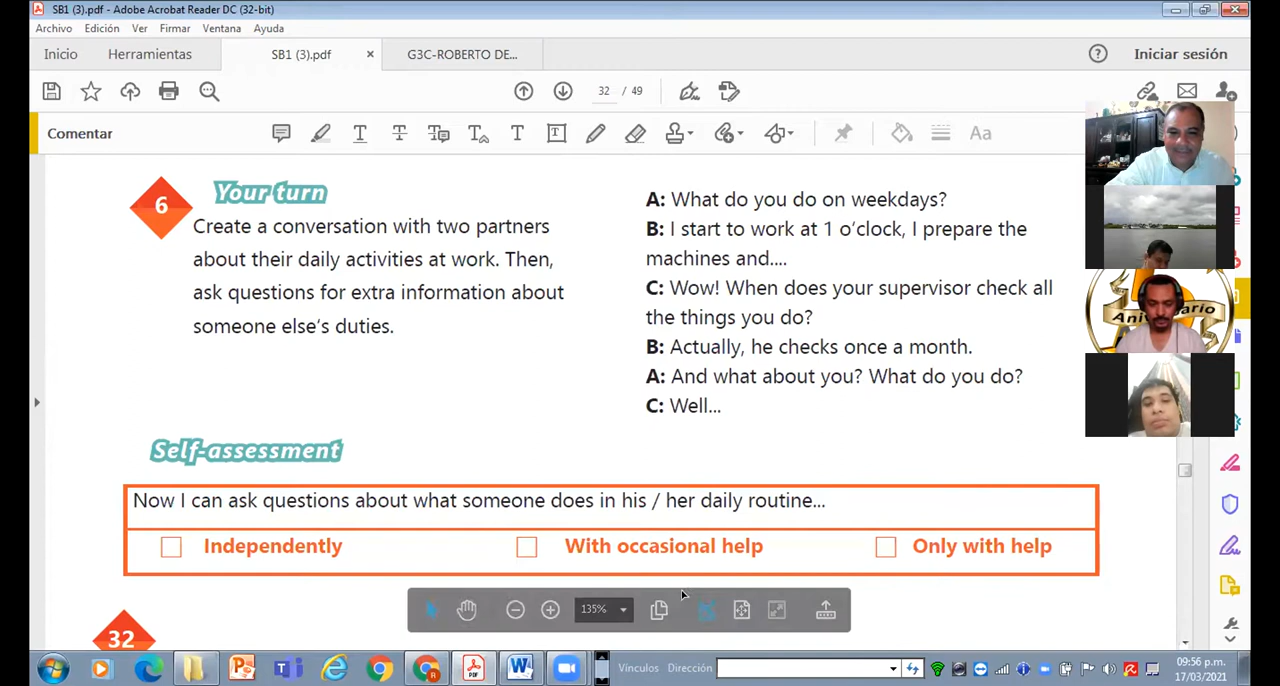 SB1 (3).pdf - Adobe Acrobat Reader DC (32-bit)
Archivo Edición Ver Firmar Ventana Ayuda
Inicio Herramientas SB1 (3).pdf × G3C-ROBERTO DE... ? Iniciar sesión
32 / 49
Comentar
Aa
6
Your turn
Create a conversation with two partners
about their daily activities at work. Then,
ask questions for extra information about
someone else's duties.
A: What do you do on weekdays?
B: I start to work at 1 o'clock, I prepare the
machines and....
C: Wow! When does your supervisor check all
the things you do?
B: Actually, he checks once a month.
A: And what about you? What do you do?
C: Well...
Aniversario
Self-assessment
Now I can ask questions about what someone does in his / her daily routine...
Independently With occasional help Only with help
135%
32
Vínculos Dirección
09:56 p.m.
17/03/2021